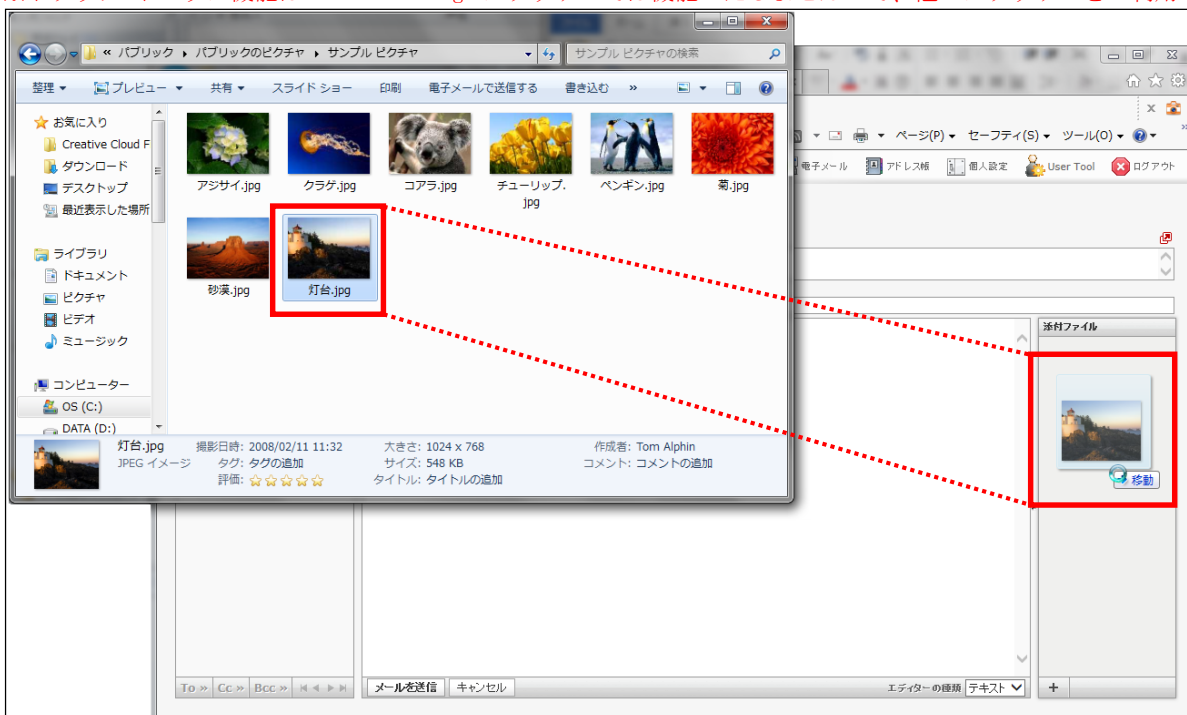 « パブリック ▸ パブリックのピクチャ ▸ サンプル ピクチャ
サンプル ピクチャの検索
整理 ▼ プレビュー ▼ 共有 ▼ スライド ショー 印刷 電子メールで送信する 書き込む »
ページ(P) ▼ セーフティ(S) ▼ ツール(O) ▼
電子メール アドレス帳 個人設定 User Tool ログアウト
お気に入り
Creative Cloud F
ダウンロード
デスクトップ
最近表示した場所
ライブラリ
ドキュメント
ピクチャ
ビデオ
ミュージック
コンピューター
OS (C:)
DATA (D:)
アジサイ.jpg クラゲ.jpg コアラ.jpg チューリップ.jpg ペンギン.jpg 菊.jpg
砂漠.jpg 灯台.jpg
灯台.jpg 撮影日時: 2008/02/11 11:32 大きさ: 1024 x 768 作成者: Tom Alphin
JPEG イメージ タグ: タグの追加 サイズ: 548 KB コメント: コメントの追加
評価: ☆☆☆☆☆ タイトル: タイトルの追加
添付ファイル
移動
To » Cc » Bcc » メールを送信 キャンセル エディターの種類 テキスト +